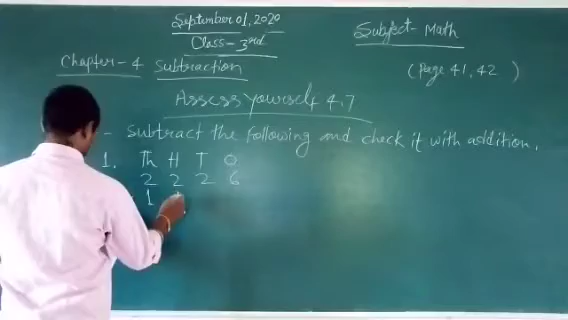 September 01, 2020
Subject - Math
Class - 3rd
Chapter - 4 Subtraction
(Page 41, 42 )
Assess yourself 4.7
- Subtract the following and check it with addition.
1. Th H T O
2 2 2 6
1